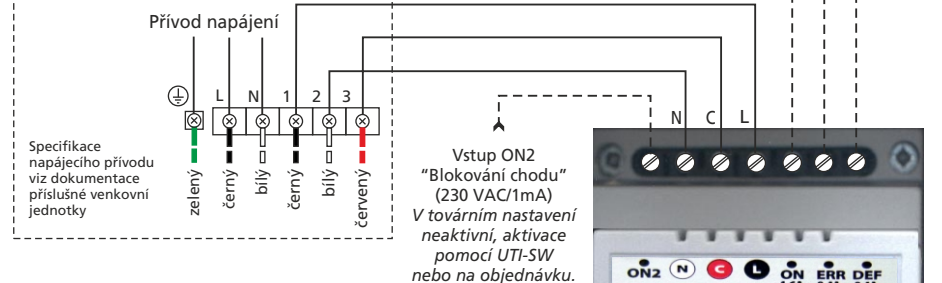 Přívod napájení
L N 1 2 3
Specifikace
napájecího přívodu
viz dokumentace
příslušné venkovní
jednotky
zelený
černý
bílý
černý
bílý
červený
N C L
Vstup ON2
"Blokování chodu"
(230 VAC/1mA)
V továrním nastavení
neaktivní, aktivace
pomocí UTI-SW
nebo na objednávku.
ON2 N C L ON ERR DEF